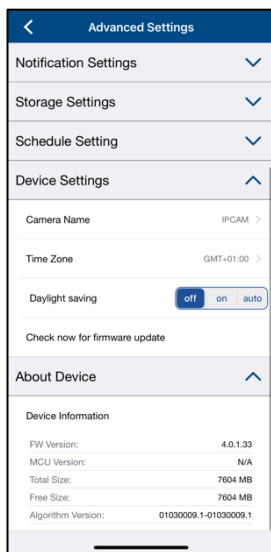 Advanced Settings
Notification Settings
Storage Settings
Schedule Setting
Device Settings
Camera Name IPCAM
Time Zone GMT+01:00
Daylight saving off on auto
Check now for firmware update
About Device
Device Information
FW Version: 4.0.1.33
MCU Version: N/A
Total Size: 7604 MB
Free Size: 7604 MB
Algorithm Version: 01030009.1-01030009.1